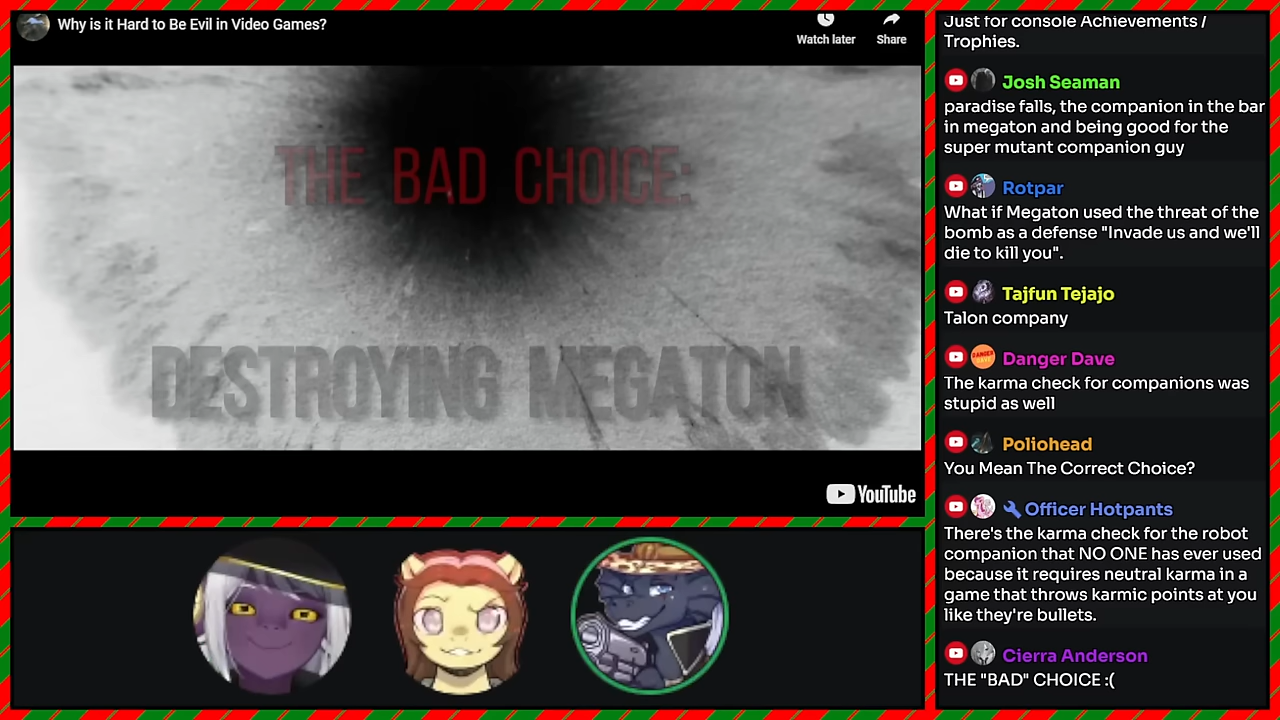 Why is it Hard to Be Evil in Video Games?
Watch later
Share
THE BAD CHOICE:
DESTROYING MEGATON
YouTube
Just for console Achievements /
Trophies.
Josh Seaman
paradise falls, the companion in the bar
in megaton and being good for the
super mutant companion guy
Rotpar
What if Megaton used the threat of the
bomb as a defense "Invade us and we'll
die to kill you".
Tajfun Tejajo
Talon company
DANGER
DAVE
Danger Dave
The karma check for companions was
stupid as well
Poliohead
You Mean The Correct Choice?
Officer Hotpants
There's the karma check for the robot
companion that NO ONE has ever used
because it requires neutral karma in a
game that throws karmic points at you
like they're bullets.
Cierra Anderson
THE "BAD" CHOICE :(